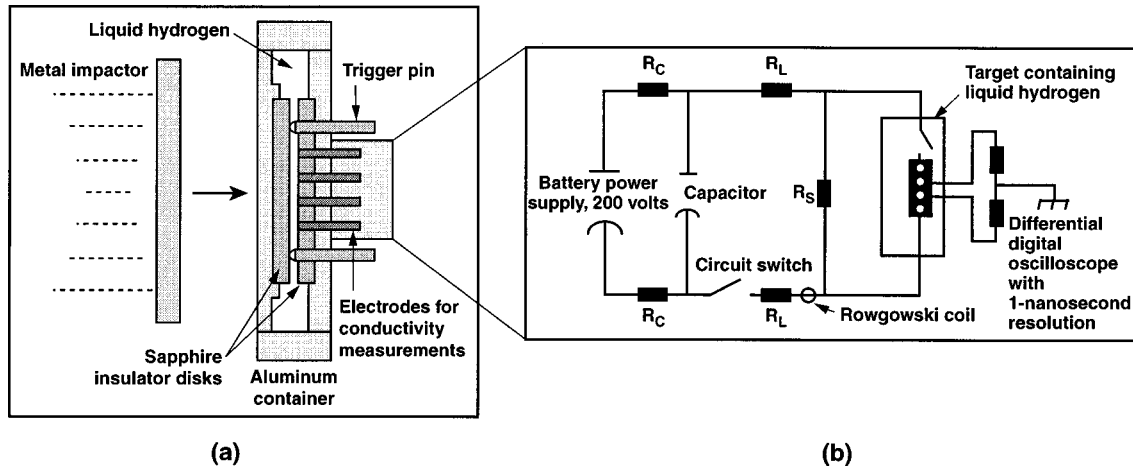 Liquid hydrogen
Metal impactor
Trigger pin
Electrodes for
conductivity
measurements
Sapphire
insulator disks
Aluminum
container
(a)
R_C
R_L
Target containing
liquid hydrogen
Battery power
supply, 200 volts
Capacitor
R_S
Circuit switch
R_C
R_L
Rowgowski coil
Differential
digital
oscilloscope
with
1-nanosecond
resolution
(b)